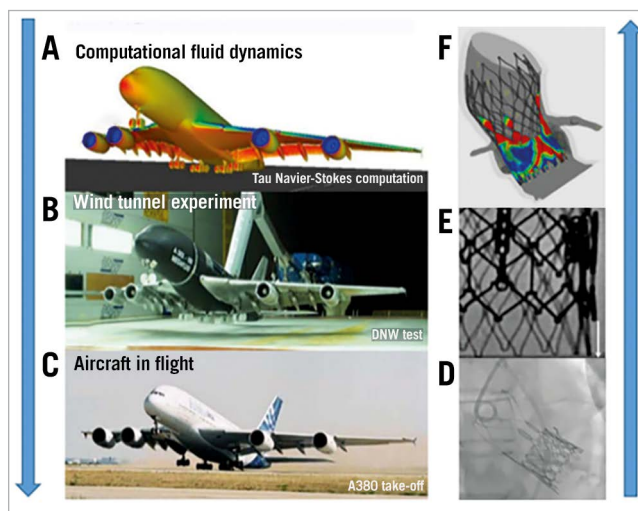 A Computational fluid dynamics
Tau Navier-Stokes computation
B Wind tunnel experiment
DNW test
C Aircraft in flight
A380 take-off
F
E
D